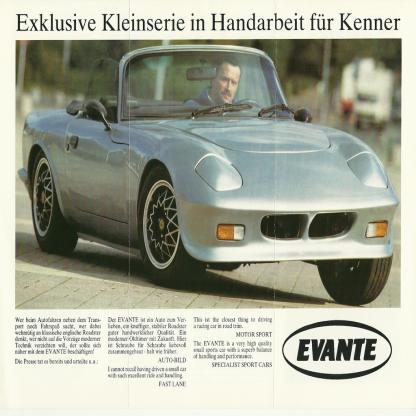 Exklusive Kleinserie in Handarbeit für Kenner
Wer beim Autofahren neben dem Trans-
port noch Fahrspaß sucht, wer dabei
wehmütig an klassische englische Roadster
denkt, wer nicht auf die Vorzüge moderner
Technik verzichten will, der sollte sich
näher mit dem EVANTE beschäftigen!
Die Presse tat es bereits und urteilte u.a.:
Der EVANTE ist ein Auto zum Ver-
lieben, ein knuffiger, stabiler Roadster
guter handwerklicher Qualität. Ein
moderner Oldtimer mit Zukunft. Hier
ist Schraube für Schraube liebevoll
zusammengebaut - halt wie früher.
AUTO-BILD
I cannot recall having driven a small car
with such excellent ride and handling.
FAST LANE
This ist the closest thing to driving
a racing car in road trim.
MOTOR SPORT
The EVANTE is a very high quality
small sports car with a superb balance
of handling and performance.
SPECIALIST SPORT CARS
EVANTE